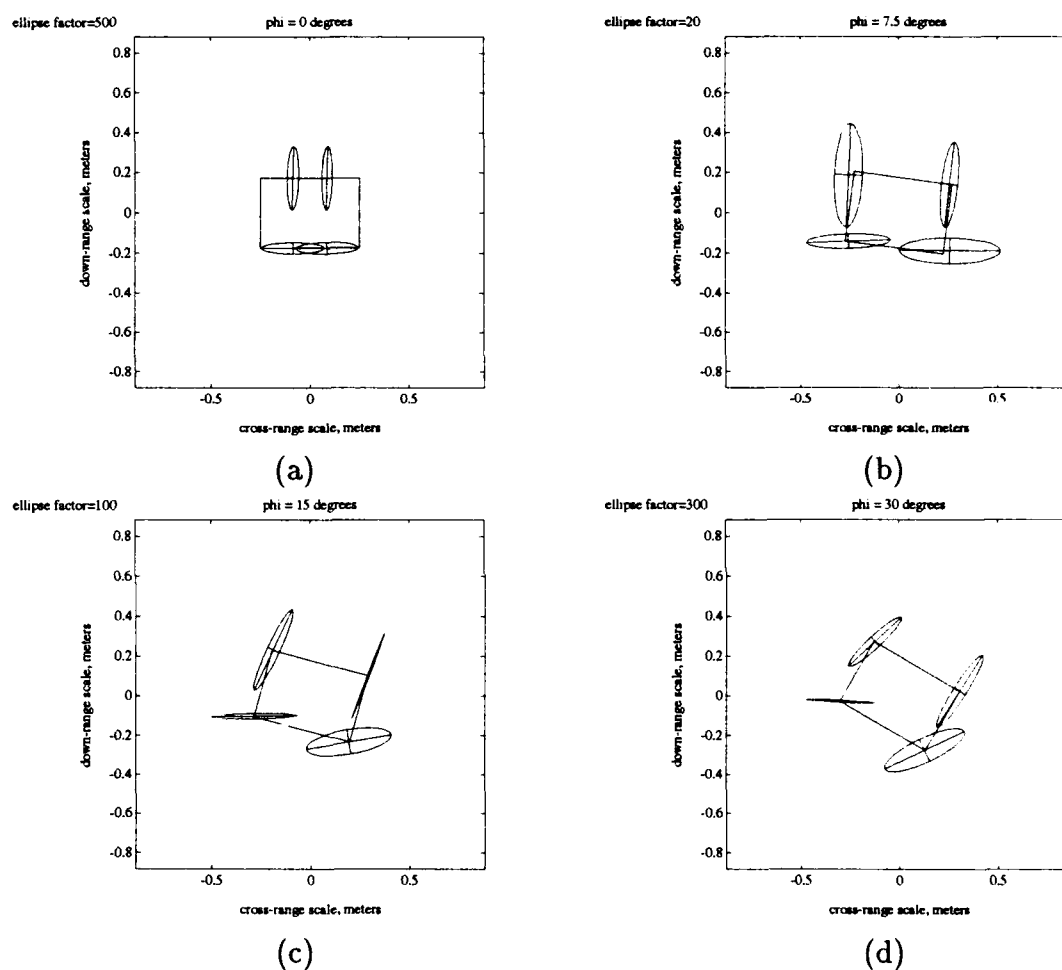 ellipse factor=500 phi = 0 degrees
0.8
0.6
0.4
0.2
0
-0.2
-0.4
-0.6
-0.8
down-range scale, meters
-0.5 0 0.5
cross-range scale, meters
(a)
ellipse factor=20 phi = 7.5 degrees
0.8
0.6
0.4
0.2
0
-0.2
-0.4
-0.6
-0.8
down-range scale, meters
-0.5 0 0.5
cross-range scale, meters
(b)
ellipse factor=100 phi = 15 degrees
0.8
0.6
0.4
0.2
0
-0.2
-0.4
-0.6
-0.8
down-range scale, meters
-0.5 0 0.5
cross-range scale, meters
(c)
ellipse factor=300 phi = 30 degrees
0.8
0.6
0.4
0.2
0
-0.2
-0.4
-0.6
-0.8
down-range scale, meters
-0.5 0 0.5
cross-range scale, meters
(d)